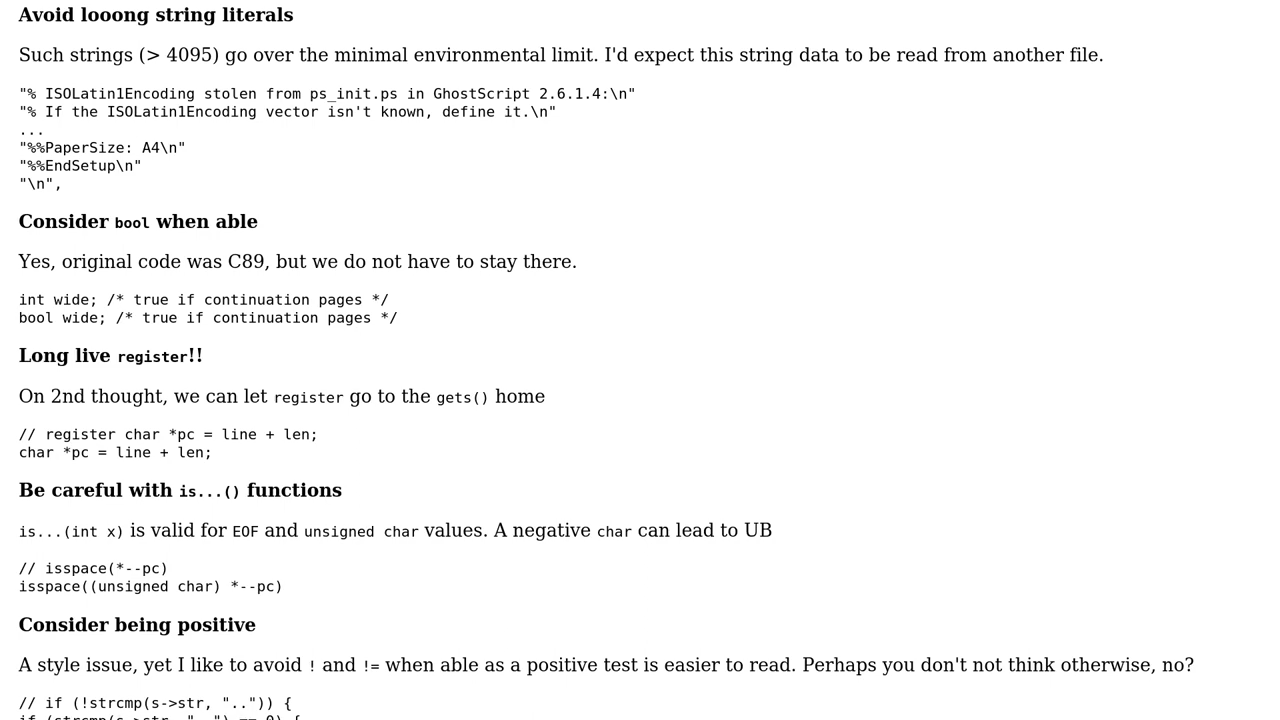 Avoid looong string literals
Such strings (> 4095) go over the minimal environmental limit. I'd expect this string data to be read from another file.
"% ISOLatin1Encoding stolen from ps_init.ps in GhostScript 2.6.1.4:\n"
"% If the ISOLatin1Encoding vector isn't known, define it.\n"
...
"%%PaperSize: A4\n"
"%%EndSetup\n"
"\n",
Consider bool when able
Yes, original code was C89, but we do not have to stay there.
int wide; /* true if continuation pages */
bool wide; /* true if continuation pages */
Long live register!!
On 2nd thought, we can let register go to the gets() home
// register char *pc = line + len;
char *pc = line + len;
Be careful with is...() functions
is...(int x) is valid for EOF and unsigned char values. A negative char can lead to UB
// isspace(*--pc)
isspace((unsigned char) *--pc)
Consider being positive
A style issue, yet I like to avoid ! and != when able as a positive test is easier to read. Perhaps you don't not think otherwise, no?
// if (!strcmp(s->str, "..")) {
if (strcmp(s->str, "..") == 0) {